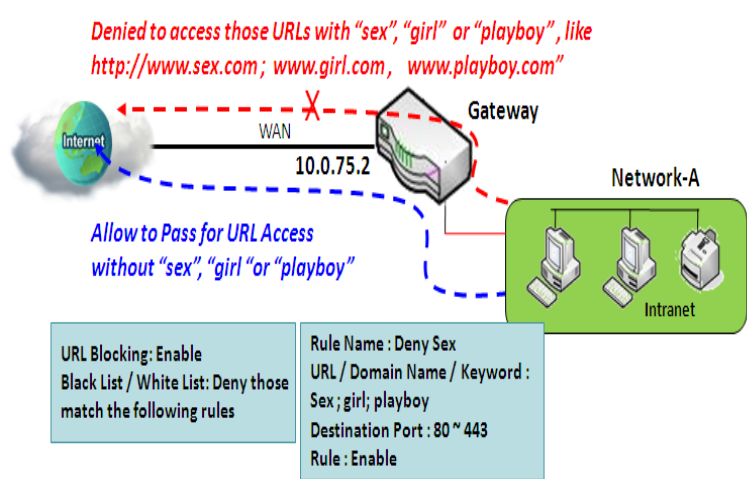 Denied to access those URLs with “sex”, “girl” or “playboy” , like
http://www.sex.com ; www.girl.com , www.playboy.com”
Gateway
Internet
WAN
10.0.75.2
Network-A
Allow to Pass for URL Access
without “sex”, “girl “or “playboy”
Intranet
URL Blocking: Enable
Black List / White List: Deny those
match the following rules
Rule Name : Deny Sex
URL / Domain Name / Keyword :
Sex ; girl; playboy
Destination Port : 80 ~ 443
Rule : Enable